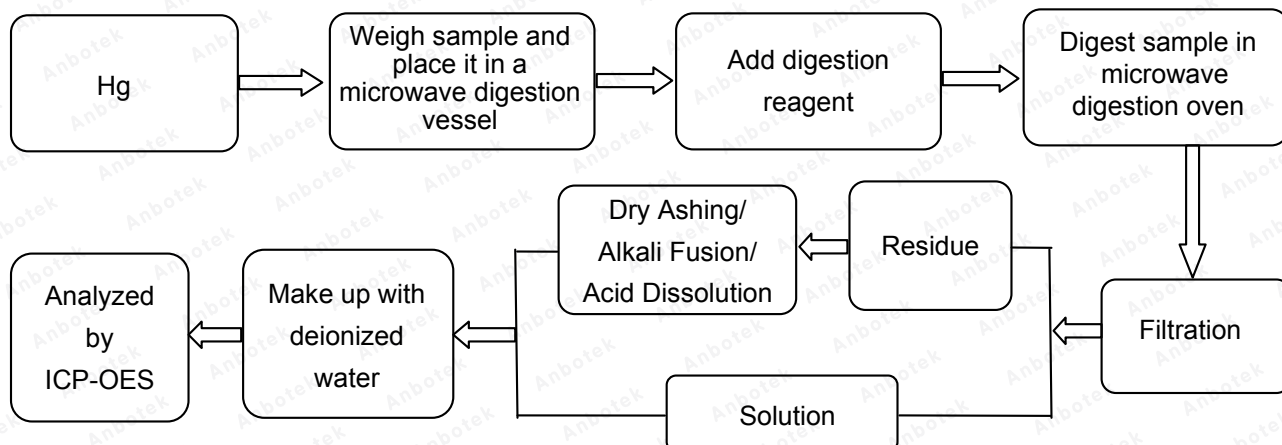 Hg
Weigh sample and
place it in a
microwave digestion
vessel
Add digestion
reagent
Digest sample in
microwave
digestion oven
Filtration
Residue
Dry Ashing/
Alkali Fusion/
Acid Dissolution
Solution
Make up with
deionized
water
Analyzed
by
ICP-OES
Anbotek